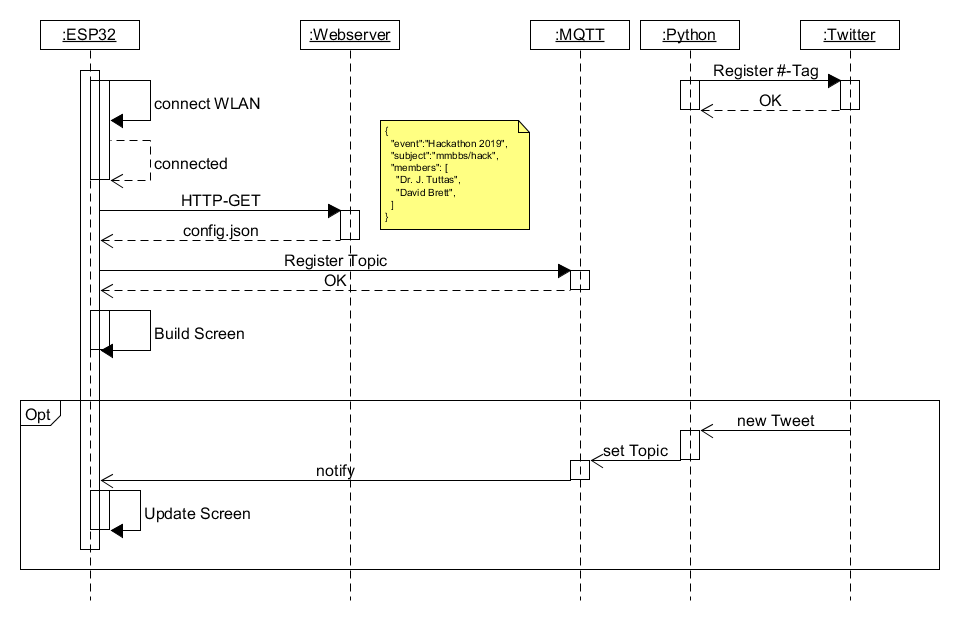 :ESP32
:Webserver
:MQTT
:Python
:Twitter
Register #-Tag
OK
connect WLAN
connected
{
"event":"Hackathon 2019",
"subject":"mmbbs/hack",
"members": [
"Dr. J. Tuttas",
"David Brett",
]
}
HTTP-GET
config.json
Register Topic
OK
Build Screen
Opt
new Tweet
set Topic
notify
Update Screen